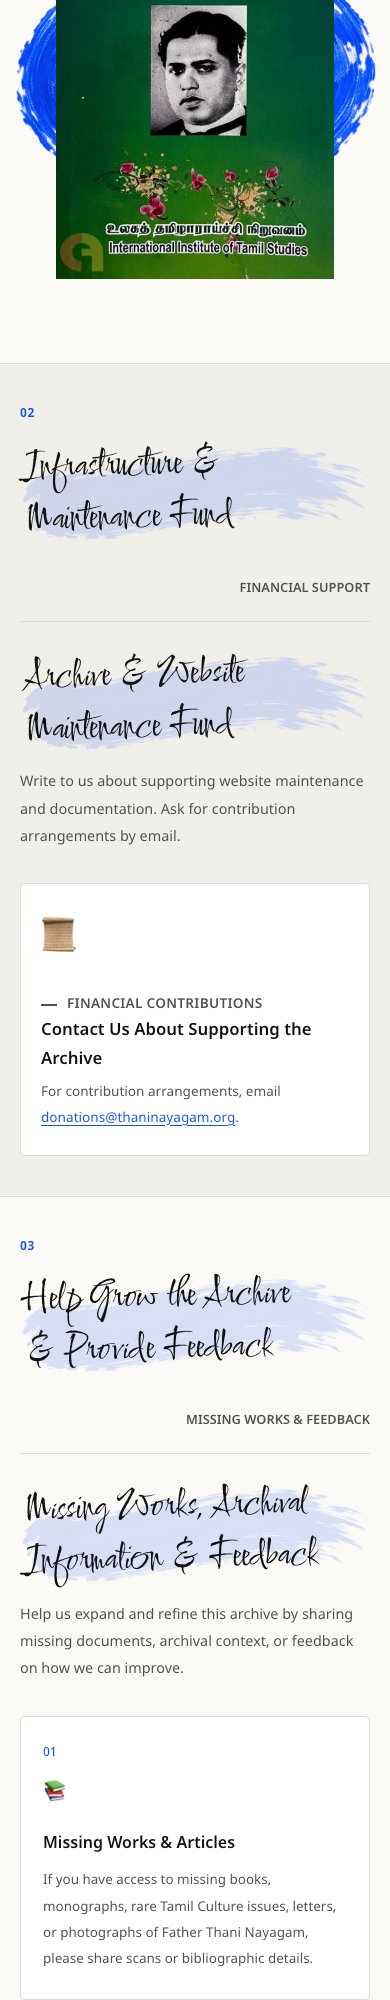 உலகத் தமிழாராய்ச்சி நிறுவனம்
International Institute of Tamil Studies
02
Infrastructure &
Maintenance Fund
FINANCIAL SUPPORT
Archive & Website
Maintenance Fund
Write to us about supporting website maintenance
and documentation. Ask for contribution
arrangements by email.
— FINANCIAL CONTRIBUTIONS
Contact Us About Supporting the
Archive
For contribution arrangements, email
donations@thaninayagam.org.
03
Help Grow the Archive
& Provide Feedback
MISSING WORKS & FEEDBACK
Missing Works, Archival
Information & Feedback
Help us expand and refine this archive by sharing
missing documents, archival context, or feedback
on how we can improve.
01
Missing Works & Articles
If you have access to missing books,
monographs, rare Tamil Culture issues, letters,
or photographs of Father Thani Nayagam,
please share scans or bibliographic details.